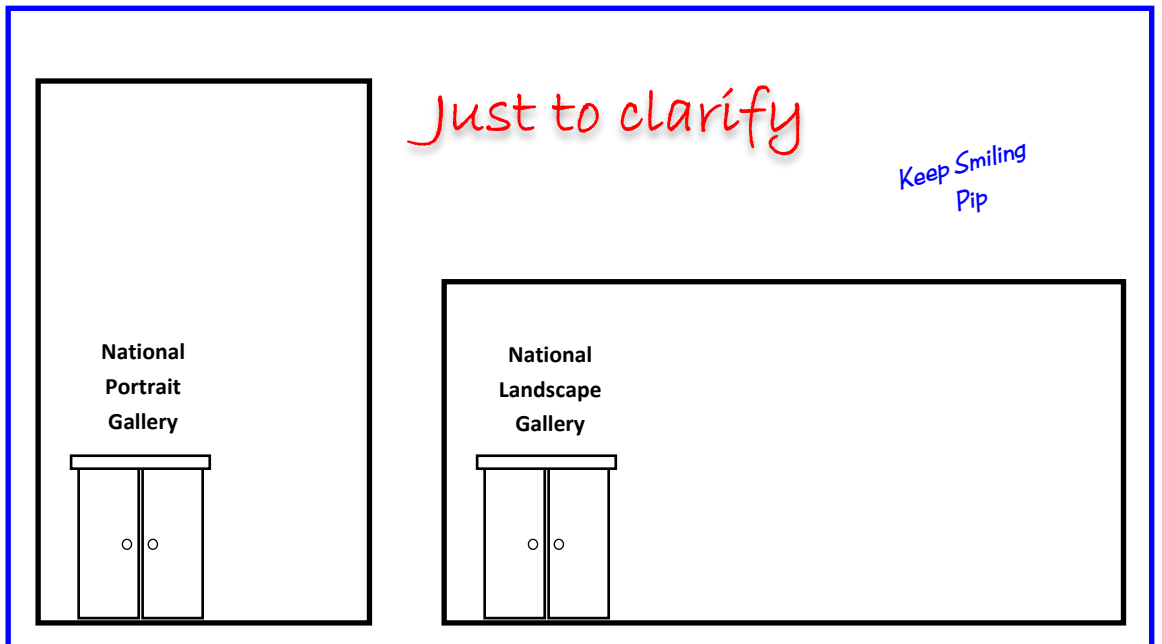 Just to clarify
Keep Smiling
Pip
National
Portrait
Gallery
National
Landscape
Gallery